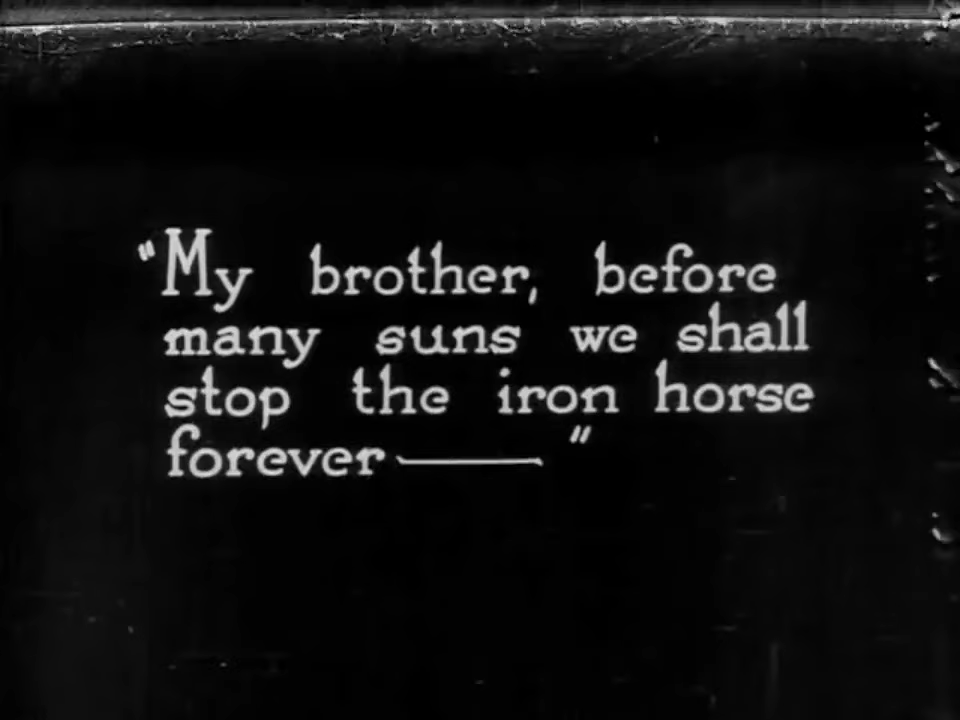 "My brother, before
many suns we shall
stop the iron horse
forever—"